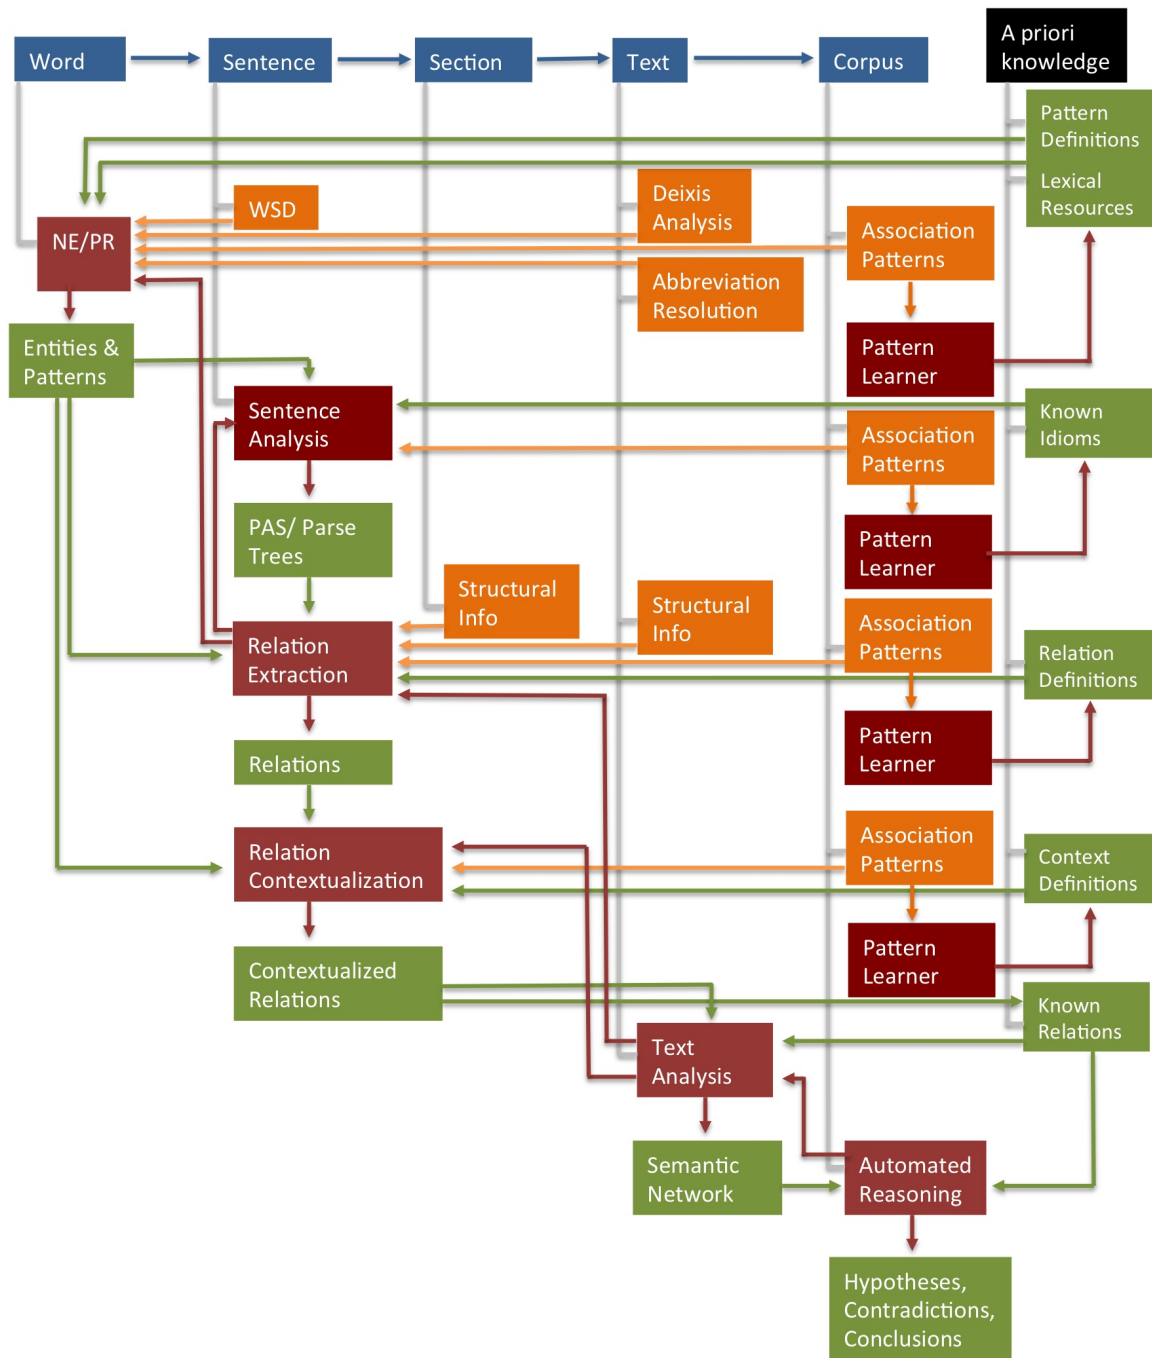 Word
Sentence
Section
Text
Corpus
A priori
knowledge
Pattern
Definitions
Lexical
Resources
WSD
Deixis
Analysis
NE/PR
Association
Patterns
Abbreviation
Resolution
Entities &
Patterns
Pattern
Learner
Sentence
Analysis
Known
Idioms
Association
Patterns
PAS/ Parse
Trees
Pattern
Learner
Structural
Info
Structural
Info
Association
Patterns
Relation
Extraction
Relation
Definitions
Pattern
Learner
Relations
Relation
Contextualization
Association
Patterns
Context
Definitions
Pattern
Learner
Contextualized
Relations
Known
Relations
Text
Analysis
Semantic
Network
Automated
Reasoning
Hypotheses,
Contradictions,
Conclusions